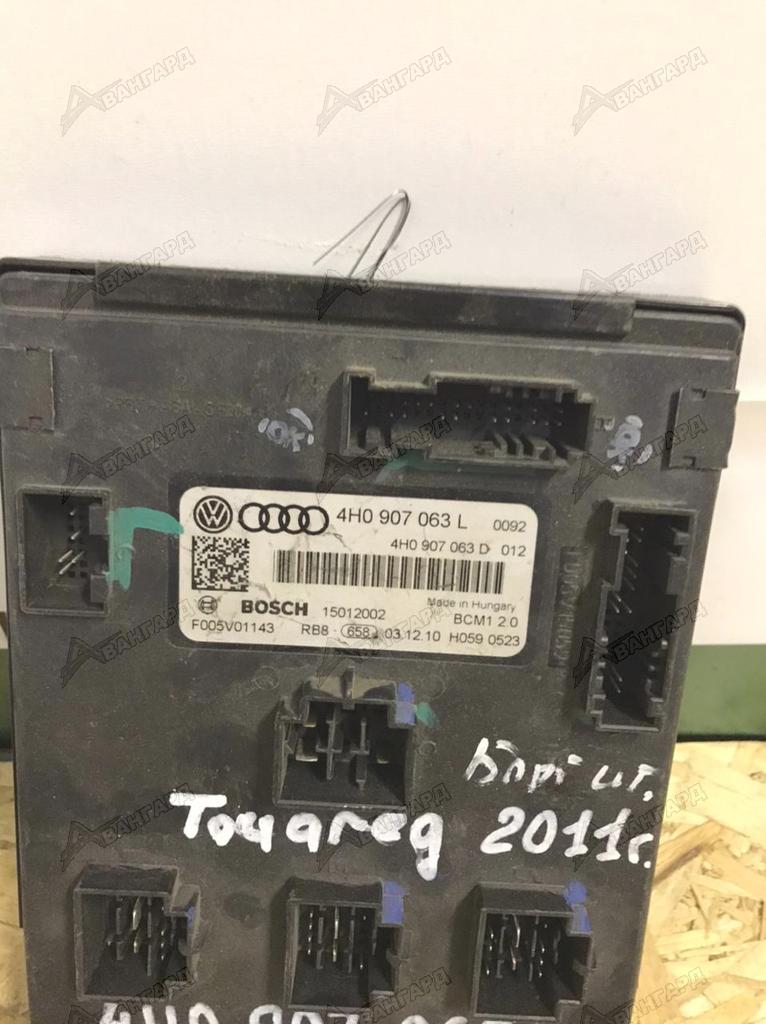 АВАНГАРД
OK
4H0 907 063 L 0092
4H0 907 063 D 012
BOSCH 15012002
Made in Hungary
BCM1 2.0
F005V01143 RB8 - 658 03.12.10 H059 0523
Touareg 2011г.